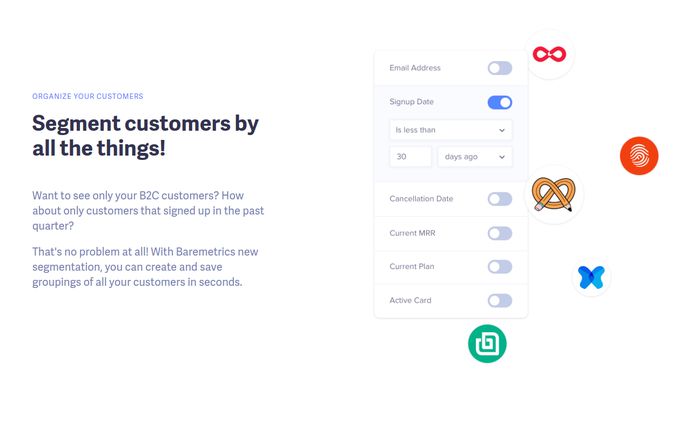 ORGANIZE YOUR CUSTOMERS
Segment customers by
all the things!
Want to see only your B2C customers? How
about only customers that signed up in the past
quarter?
That's no problem at all! With Baremetrics new
segmentation, you can create and save
groupings of all your customers in seconds.
Email Address
Signup Date
Is less than
30 days ago
Cancellation Date
Current MRR
Current Plan
Active Card